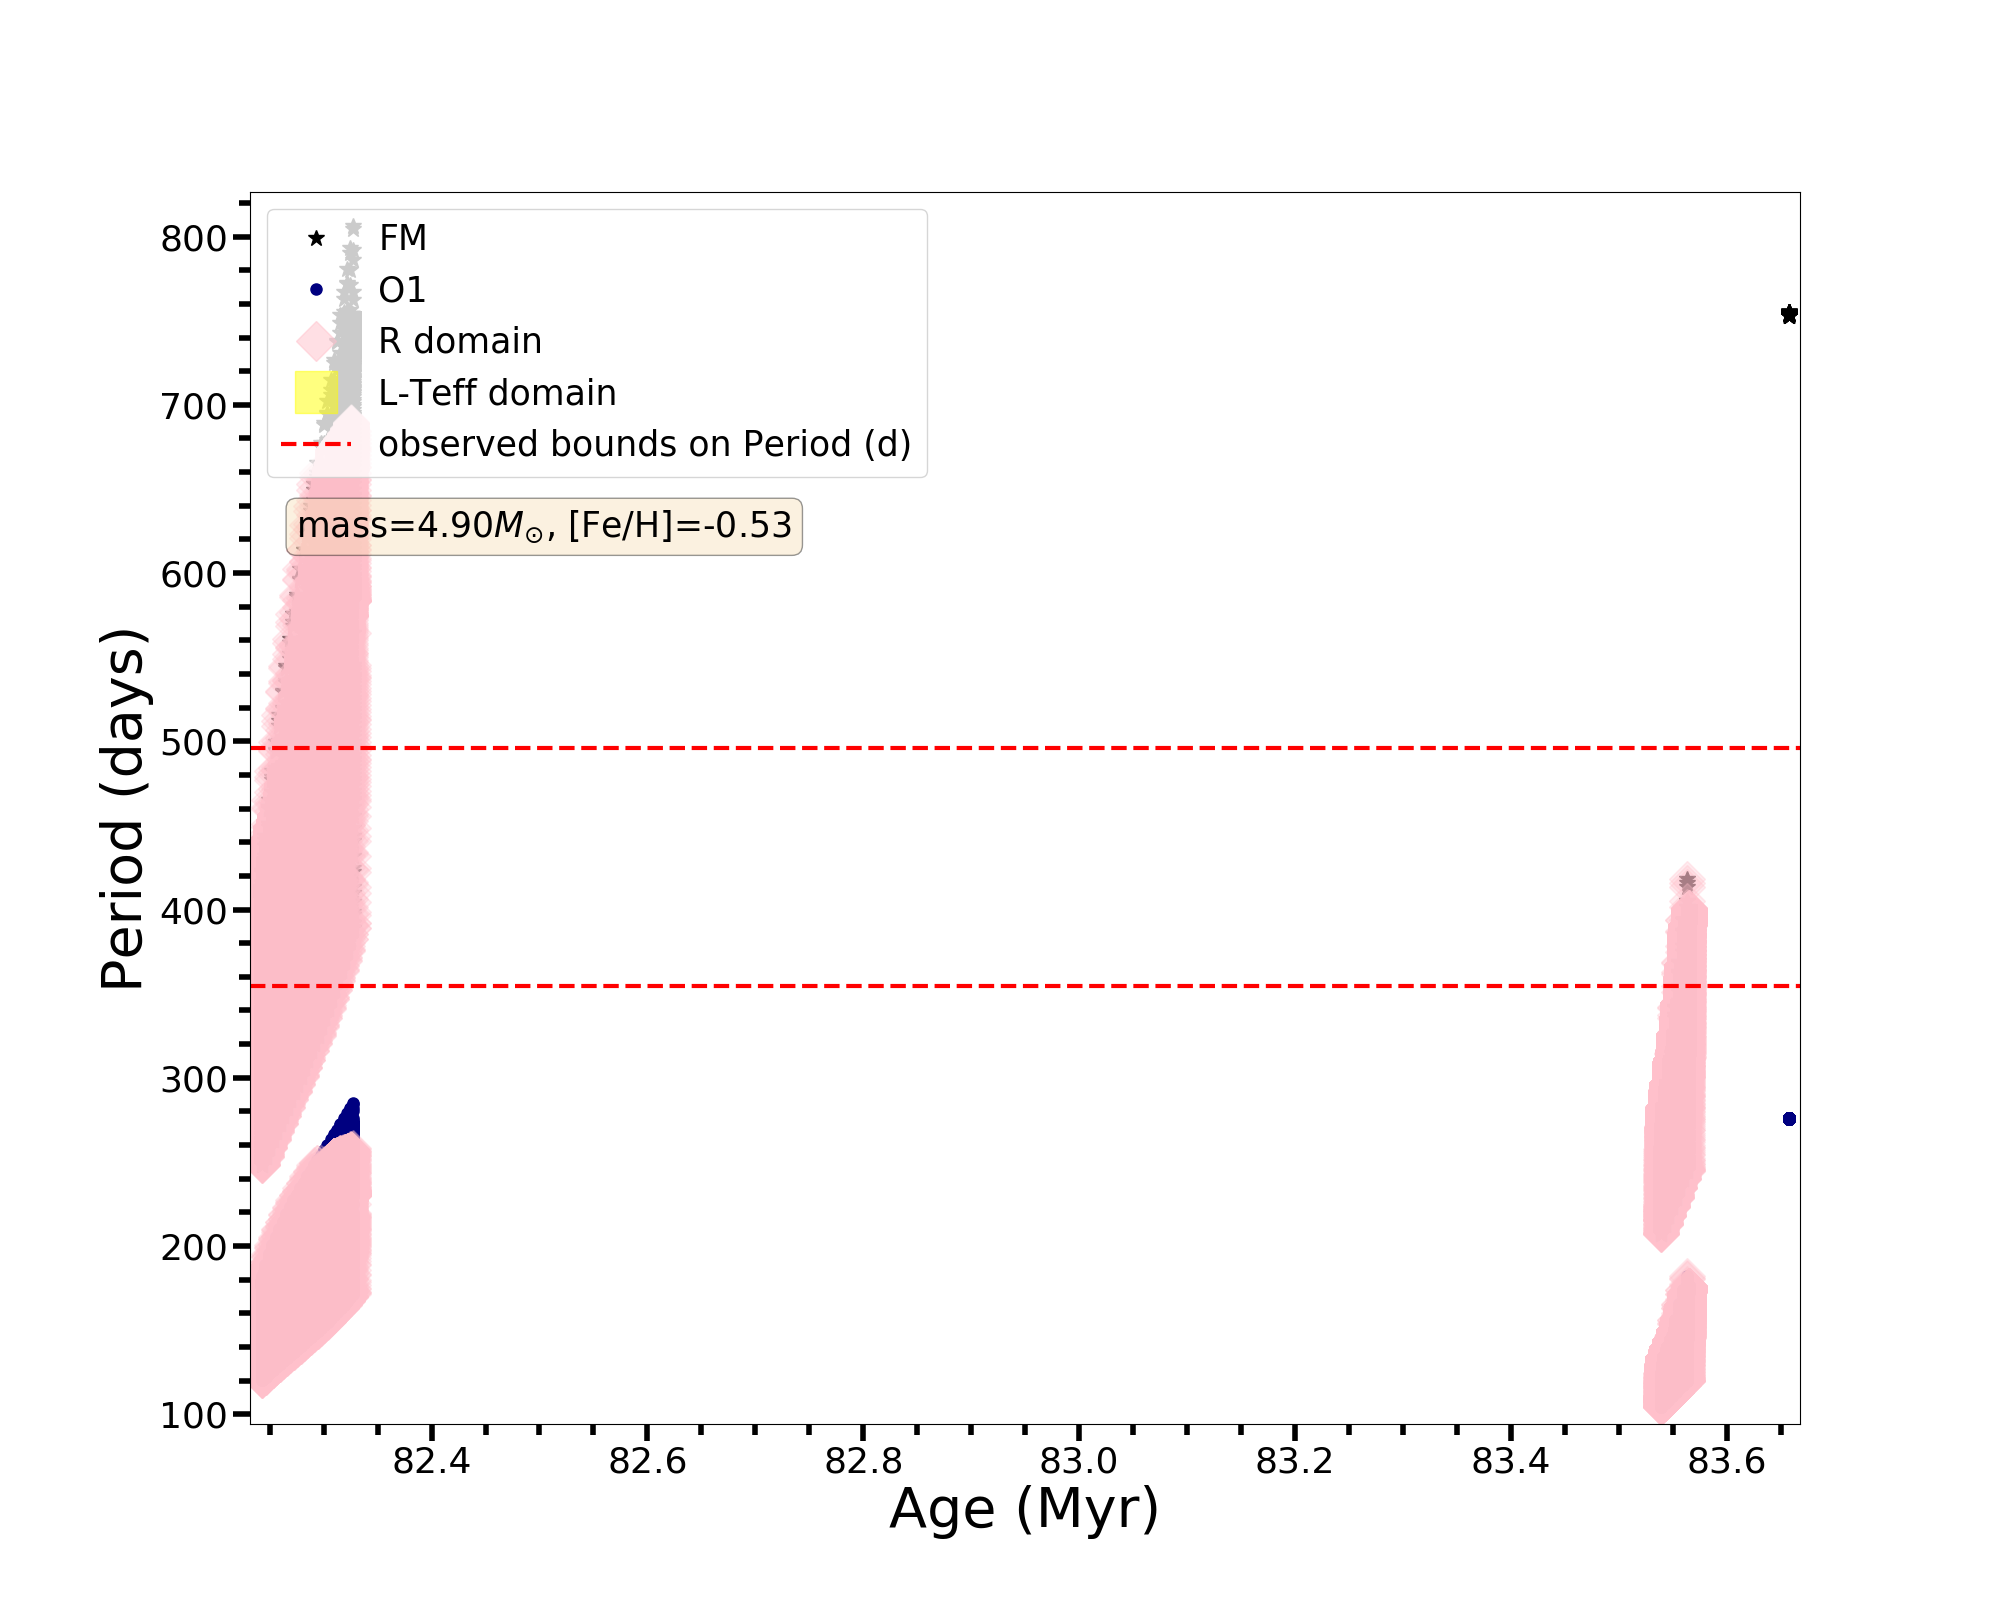 FM
O1
R domain
L-Teff domain
observed bounds on Period (d)
mass=4.90M⊙, [Fe/H]=-0.53
800
700
600
500
400
300
200
100
Period (days)
82.4 82.6 82.8 83.0 83.2 83.4 83.6
Age (Myr)